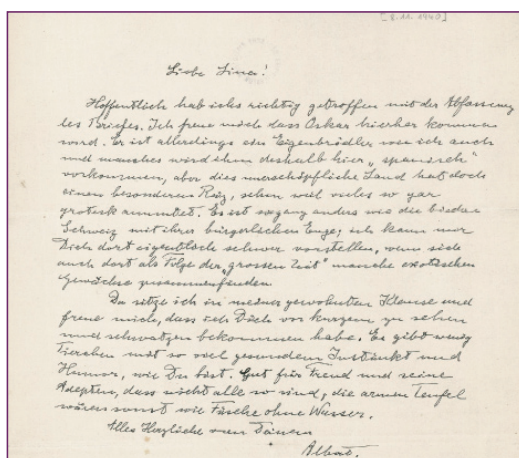 [8.11.1940]
Liebe Lina!
Hoffentlich hab ichs richtig getroffen mit der Abfassung
des Briefes. Ich freue mich dass Oskar hierher kommen
wird. Er ist allerdings ein Eigenbrödler wie ich auch
und manches wird ihm deshalb hier „spanisch"
vorkommen, aber dies unerschöpfliche Land hat doch
einen besonderen Reiz, schon weil vieles so gar
grotesk anmutet. Es ist so ganz anders wie die biedere
Schweiz mit ihrer bürgerlichen Enge; ich kann mir
Dich dort eigentlich schwer vorstellen, wenn sich
auch dort als Folge der „grossen Zeit" manche exotischen
Gewächse zusammenfinden.
Da sitze ich in meiner gewohnten Klause und
freue mich, dass ich Dich vor kurzem zu sehen
und schwatzen bekommen habe. Es gibt wenig
Tierchen mit so viel gesundem Instinkt und
Humor, wie Du bist. Gut für Freud und seine
Adepten, dass nicht alle so sind; die armen Teufel
wären sonst wie Fische ohne Wasser.
Alles Herzliche von Deinem
Albert.